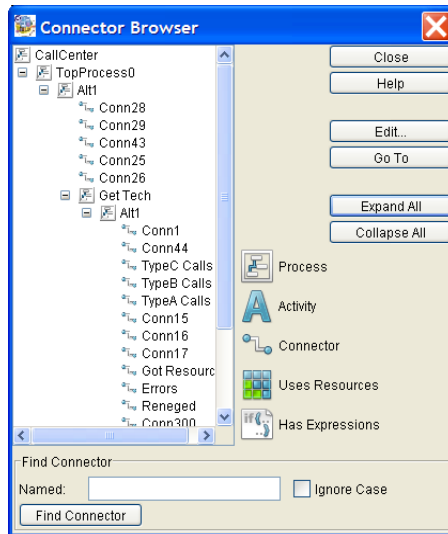 Connector Browser
CallCenter
TopProcess0
Alt1
Conn28
Conn29
Conn43
Conn25
Conn26
Get Tech
Alt1
Conn1
Conn44
TypeC Calls
TypeB Calls
TypeA Calls
Conn15
Conn16
Conn17
Got Resourc
Errors
Reneged
Conn300
Close
Help
Edit...
Go To
Expand All
Collapse All
Process
A Activity
Connector
Uses Resources
if{..} Has Expressions
Find Connector
Named:
Ignore Case
Find Connector